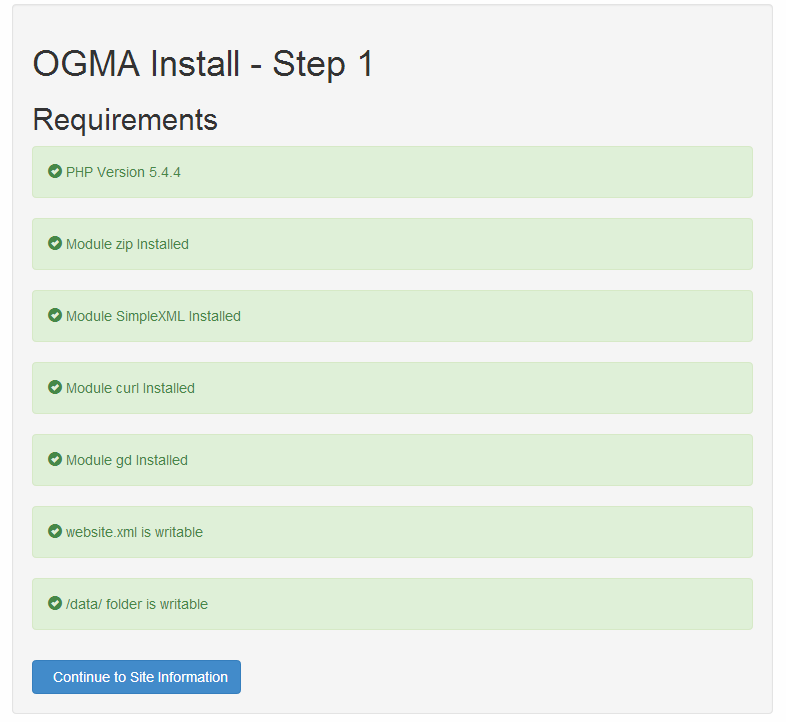 OGMA Install - Step 1
Requirements
PHP Version 5.4.4
Module zip Installed
Module SimpleXML Installed
Module curl Installed
Module gd Installed
website.xml is writable
/data/ folder is writable
Continue to Site Information